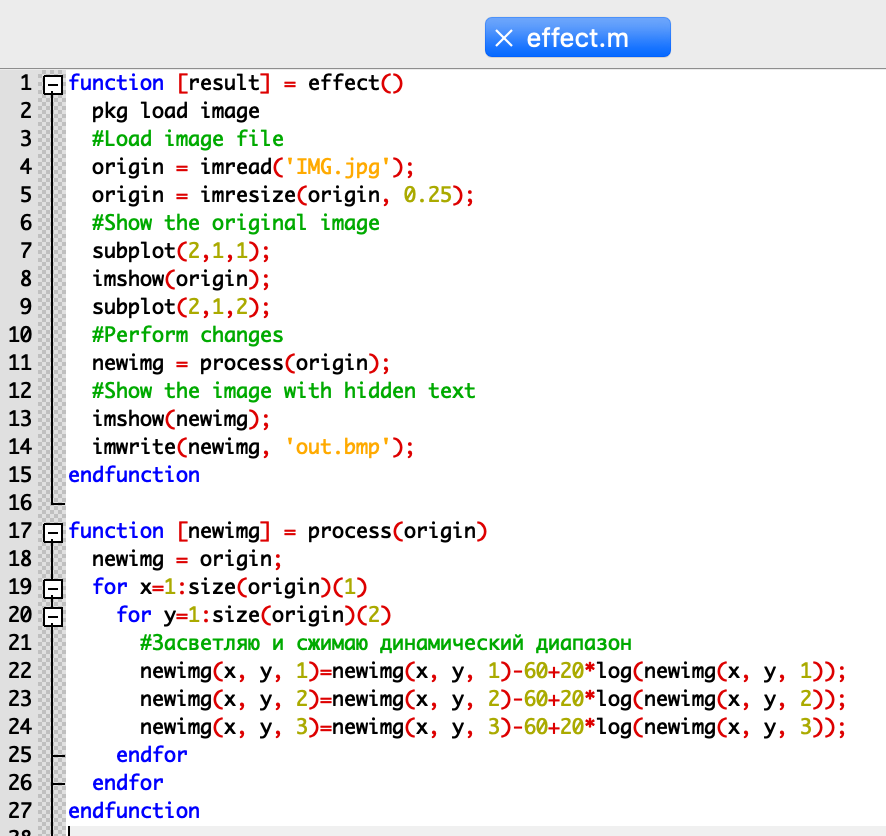 effect.m
1 function [result] = effect()
2 pkg load image
3 #Load image file
4 origin = imread('IMG.jpg');
5 origin = imresize(origin, 0.25);
6 #Show the original image
7 subplot(2,1,1);
8 imshow(origin);
9 subplot(2,1,2);
10 #Perform changes
11 newimg = process(origin);
12 #Show the image with hidden text
13 imshow(newimg);
14 imwrite(newimg, 'out.bmp');
15 endfunction
16
17 function [newimg] = process(origin)
18 newimg = origin;
19 for x=1:size(origin)(1)
20 for y=1:size(origin)(2)
21 #Засветляю и сжимаю динамический диапазон
22 newimg(x, y, 1)=newimg(x, y, 1)-60+20*log(newimg(x, y, 1));
23 newimg(x, y, 2)=newimg(x, y, 2)-60+20*log(newimg(x, y, 2));
24 newimg(x, y, 3)=newimg(x, y, 3)-60+20*log(newimg(x, y, 3));
25 endfor
26 endfor
27 endfunction
28